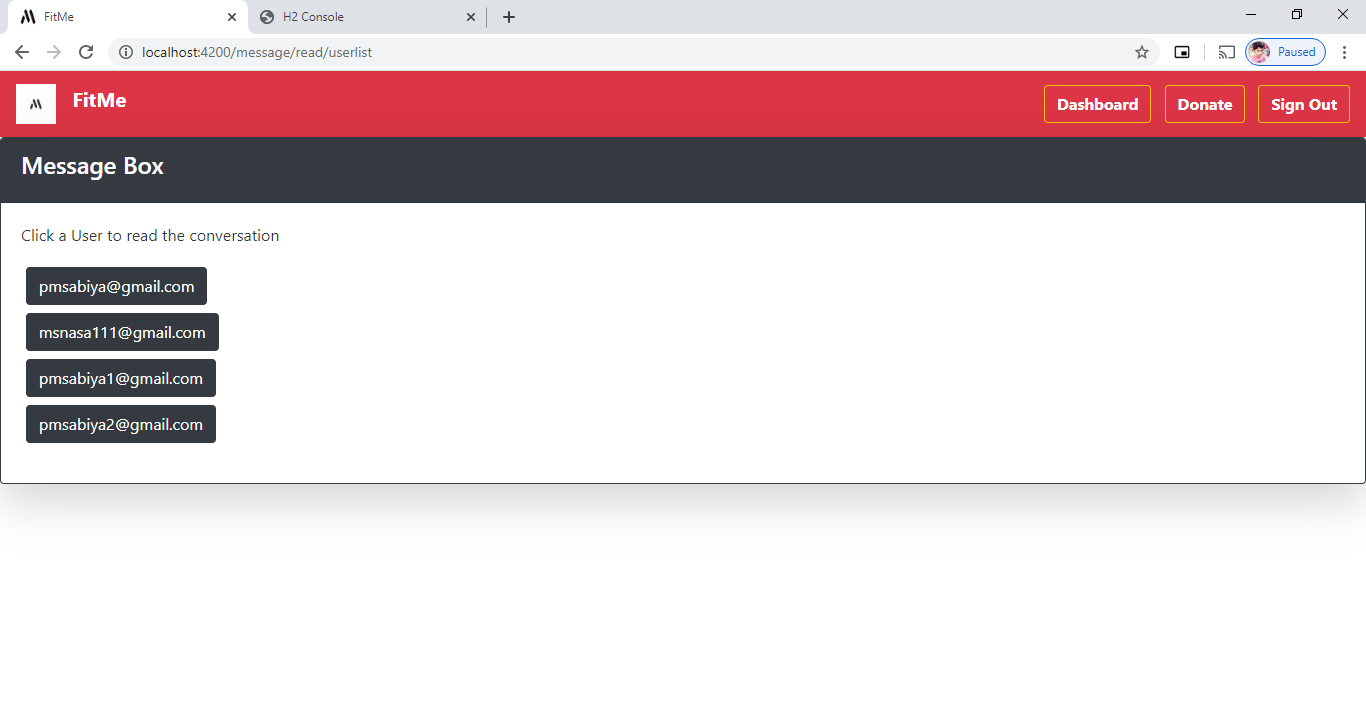 FitMe
H2 Console
localhost:4200/message/read/userlist
Paused
FitMe
Dashboard
Donate
Sign Out
Message Box
Click a User to read the conversation
pmsabiya@gmail.com
msnasa111@gmail.com
pmsabiya1@gmail.com
pmsabiya2@gmail.com